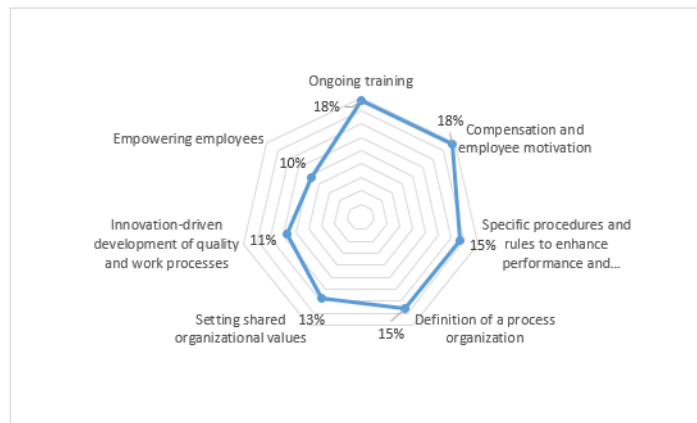 Ongoing training
18%
18%
Compensation and
employee motivation
Specific procedures and
rules to enhance
performance and...
15%
Definition of a process
organization
15%
Setting shared
organizational values
13%
Innovation-driven
development of quality
and work processes
11%
Empowering employees
10%